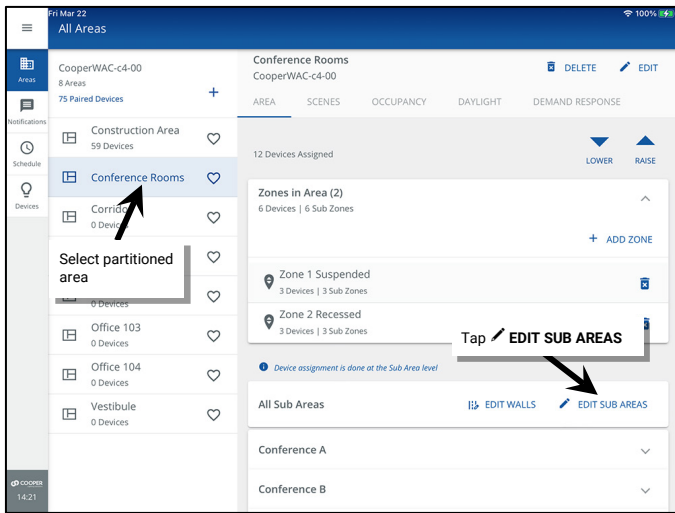 Fri Mar 22
100%
All Areas
Areas
Notifications
Schedule
Devices
COOPER
14:21
CooperWAC-c4-00
8 Areas
75 Paired Devices
+
Construction Area
59 Devices
Conference Rooms
Corrido
0 Devices
Select partitioned
area
0 Devices
Office 103
0 Devices
Office 104
0 Devices
Vestibule
0 Devices
Conference Rooms
CooperWAC-c4-00
DELETE
EDIT
AREA SCENES OCCUPANCY DAYLIGHT DEMAND RESPONSE
12 Devices Assigned
LOWER RAISE
Zones in Area (2)
6 Devices | 6 Sub Zones
+ ADD ZONE
Zone 1 Suspended
3 Devices | 3 Sub Zones
Zone 2 Recessed
3 Devices | 3 Sub Zones
Tap EDIT SUB AREAS
Device assignment is done at the Sub Area level
All Sub Areas EDIT WALLS EDIT SUB AREAS
Conference A
Conference B